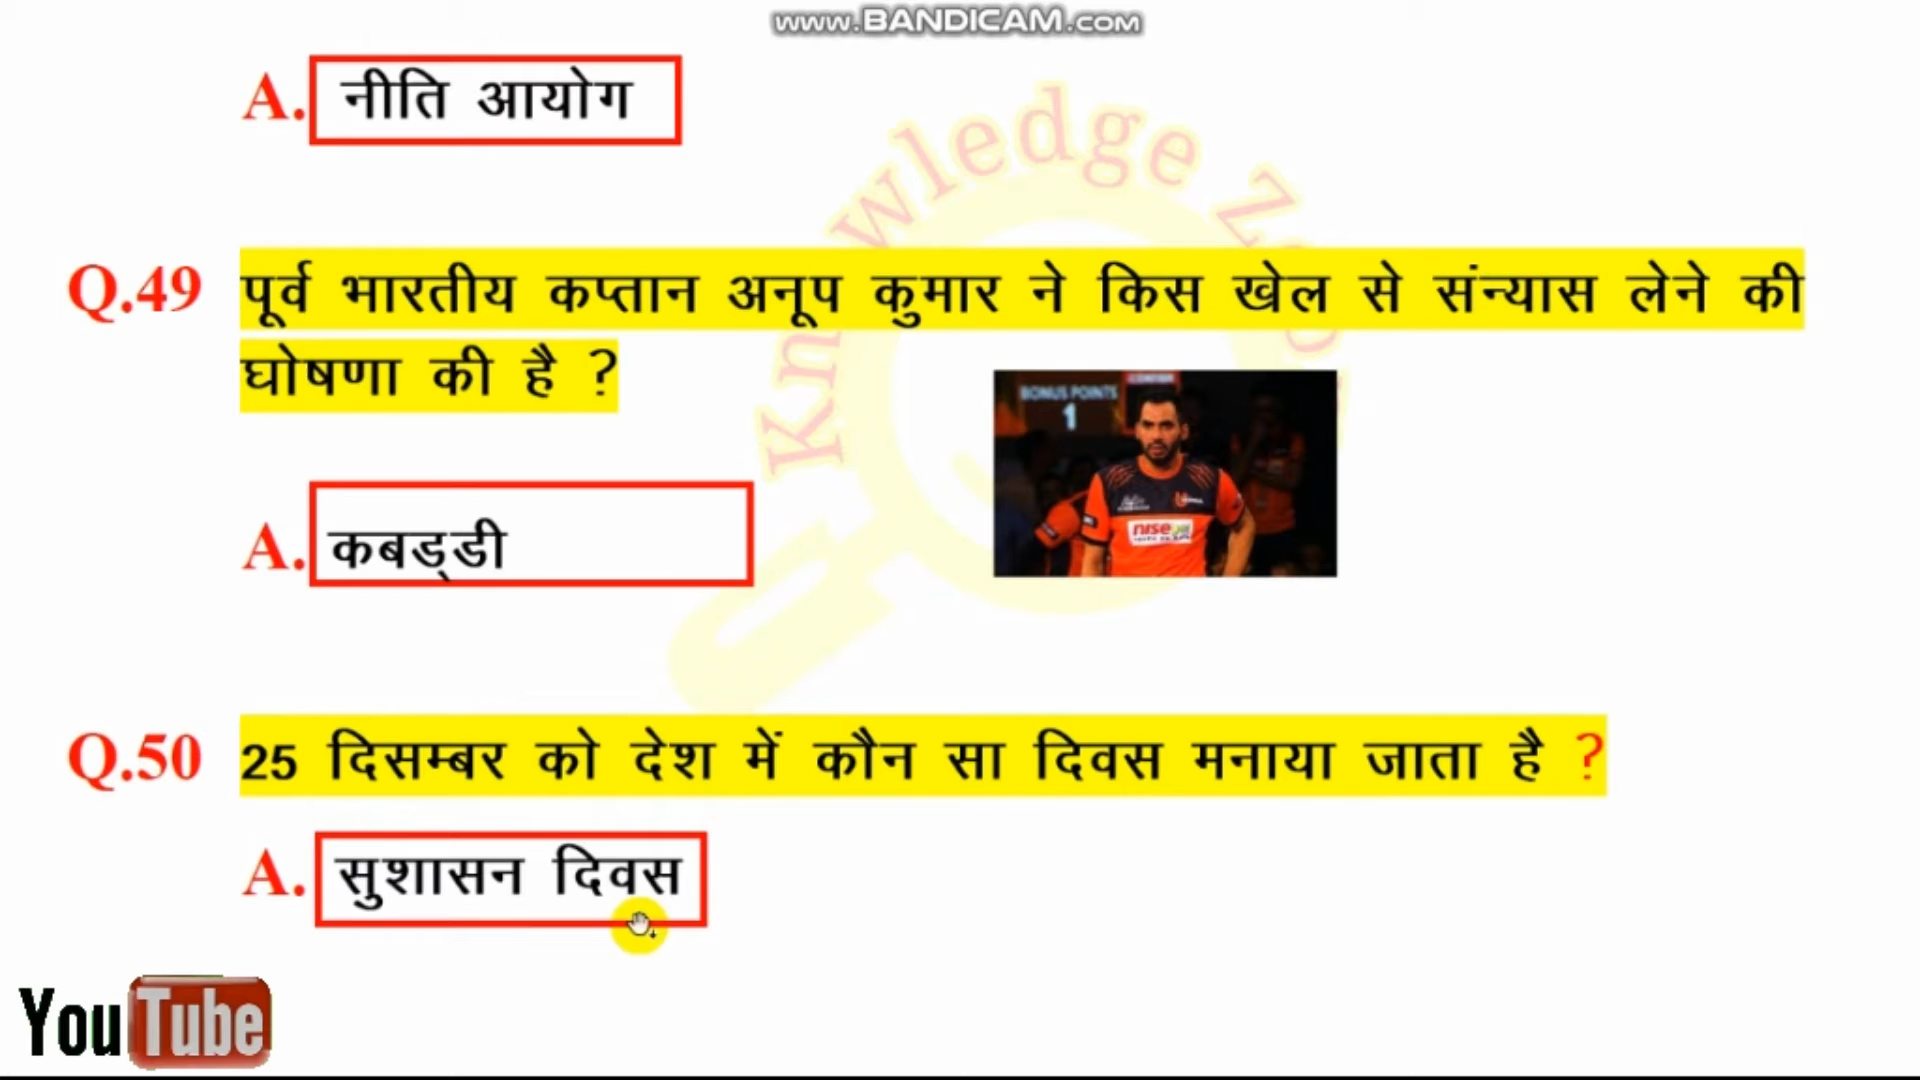 www.BANDICAM.com
A. नीति आयोग
Knowledge
Q.49 पूर्व भारतीय कप्तान अनूप कुमार ने किस खेल से संन्यास लेने की
घोषणा की है ?
BONUS POINTS
1
A. कबड्डी
Q.50 25 दिसम्बर को देश में कौन सा दिवस मनाया जाता है ?
A. सुशासन दिवस
YouTube